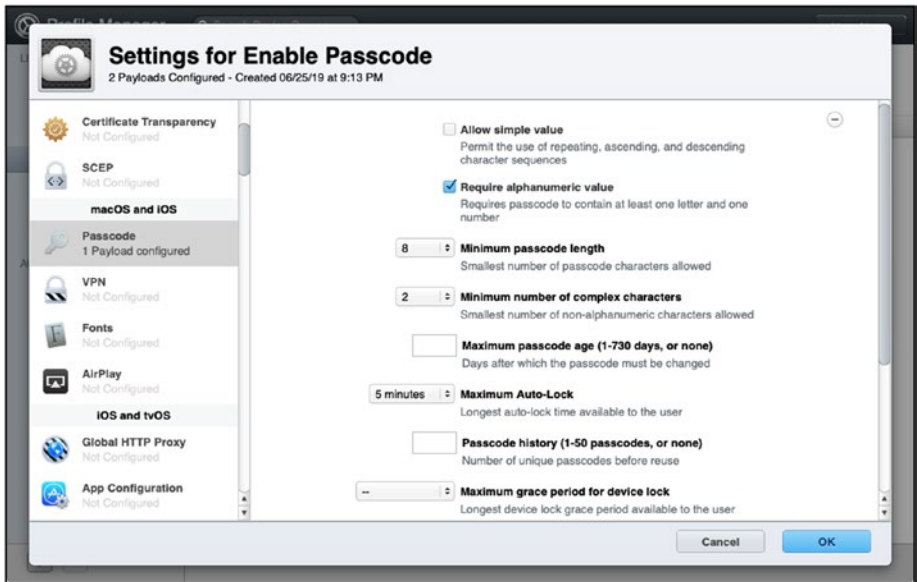 Profile Manager
Settings for Enable Passcode
2 Payloads Configured - Created 06/25/19 at 9:13 PM
Certificate Transparency
Not Configured
SCEP
Not Configured
macOS and iOS
Passcode
1 Payload configured
VPN
Not Configured
Fonts
Not Configured
AirPlay
Not Configured
iOS and tvOS
Global HTTP Proxy
Not Configured
App Configuration
Not Configured
Allow simple value
Permit the use of repeating, ascending, and descending
character sequences
Require alphanumeric value
Requires passcode to contain at least one letter and one
number
8 Minimum passcode length
Smallest number of passcode characters allowed
2 Minimum number of complex characters
Smallest number of non-alphanumeric characters allowed
Maximum passcode age (1-730 days, or none)
Days after which the passcode must be changed
5 minutes Maximum Auto-Lock
Longest auto-lock time available to the user
Passcode history (1-50 passcodes, or none)
Number of unique passcodes before reuse
-- Maximum grace period for device lock
Longest device lock grace period available to the user
Cancel
OK